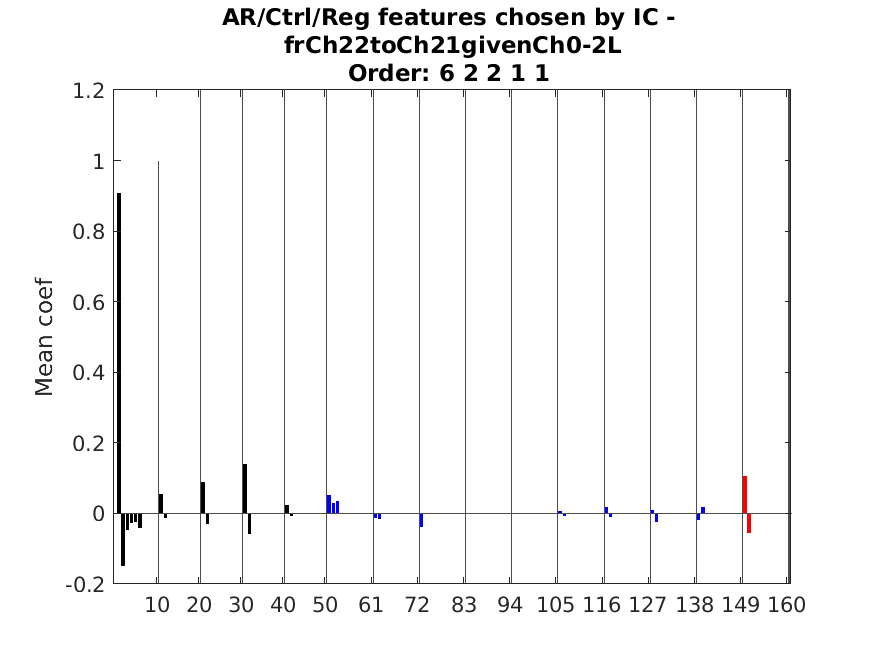 AR/Ctrl/Reg features chosen by IC -
frCh22toCh21givenCh0-2L
Order: 6 2 2 1 1
1.2
1
0.8
0.6
0.4
0.2
0
-0.2
Mean coef
10 20 30 40 50 61 72 83 94 105 116 127 138 149 160